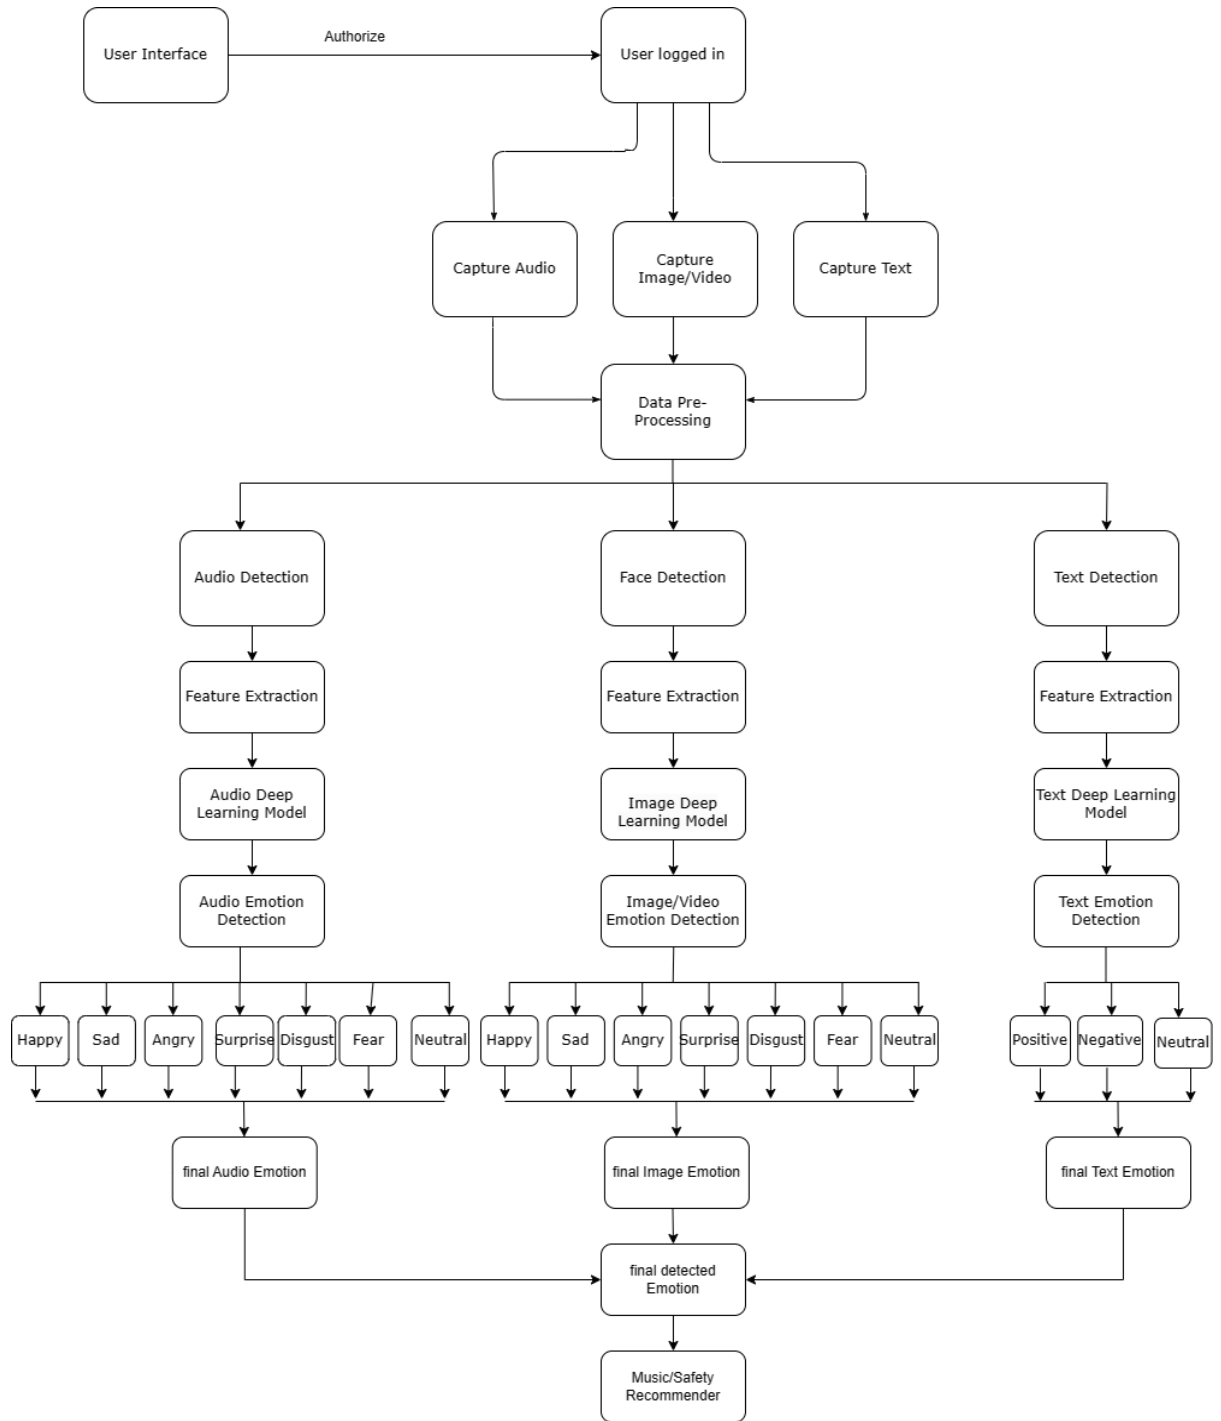 Authorize
User Interface
User logged in
Capture Audio
Capture
Image/Video
Capture Text
Data Pre-
Processing
Audio Detection
Face Detection
Text Detection
Feature Extraction
Feature Extraction
Feature Extraction
Audio Deep
Learning Model
Image Deep
Learning Model
Text Deep Learning
Model
Audio Emotion
Detection
Image/Video
Emotion Detection
Text Emotion
Detection
Happy
Sad
Angry
Surprise
Disgust
Fear
Neutral
Happy
Sad
Angry
Surprise
Disgust
Fear
Neutral
Positive
Negative
Neutral
final Audio Emotion
final Image Emotion
final Text Emotion
final detected
Emotion
Music/Safety
Recommender